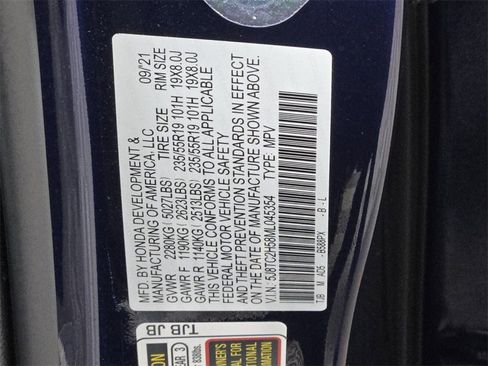 MFD BY HONDA DEVELOPMENT & 09/'21
MANUFACTURING OF AMERICA, LLC
TIRE SIZE RIM SIZE
GVWR 2280KG( 5027LBS)
GAWR F 1190KG ( 2623LBS) 235/55R19 101H 19X8.0J
GAWR R 1140KG ( 2513LBS) 235/55R19 101H 19X8.0J
THIS VEHICLE CONFORMS TO ALL APPLICABLE
FEDERAL MOTOR VEHICLE SAFETY
AND THEFT PREVENTION STANDARDS IN EFFECT
ON THE DATE OF MANUFACTURE SHOWN ABOVE.
V.I.N. 5J8TC2H58ML045354 TYPE: MPV
TJB M AD5 - B588PX - B - L
TJB JB